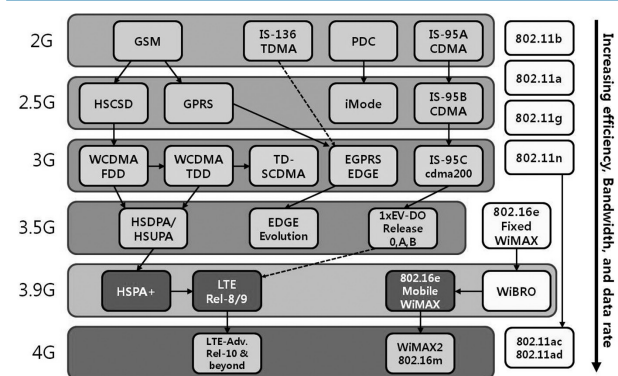 2G
GSM
IS-136
TDMA
PDC
IS-95A
CDMA
802.11b
802.11a
2.5G
HSCSD
GPRS
iMode
IS-95B
CDMA
802.11g
3G
WCDMA
FDD
WCDMA
TDD
TD-
SCDMA
EGPRS
EDGE
IS-95C
cdma200
802.11n
3.5G
HSDPA/
HSUPA
EDGE
Evolution
1xEV-DO
Release
0,A,B
802.16e
Fixed
WiMAX
3.9G
HSPA+
LTE
Rel-8/9
802.16e
Mobile
WiMAX
WiBRO
4G
LTE-Adv.
Rel-10 &
beyond
WiMAX2
802.16m
802.11ac
802.11ad
Increasing efficiency, Bandwidth, and data rate